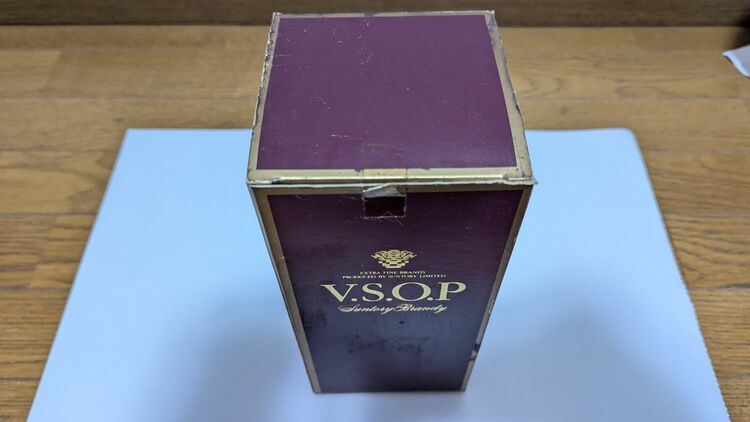 EXTRA FINE BRANDY
PRODUCED BY SUNTORY LIMITED
V.S.O.P
Suntory Brandy